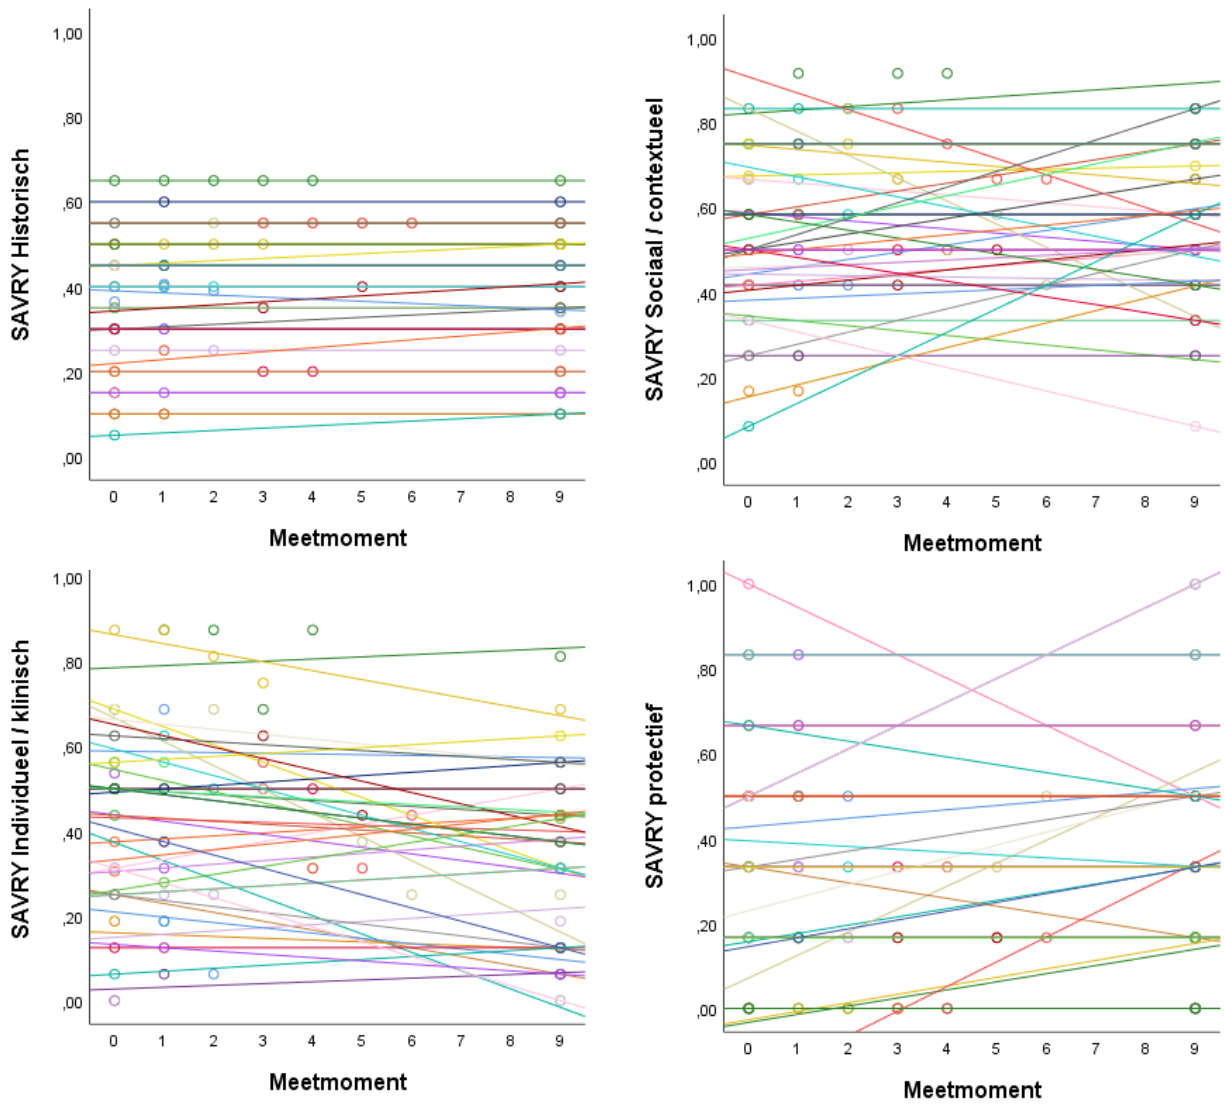 SAVRY Historisch
1,00
,80
,60
,40
,20
,00
0 1 2 3 4 5 6 7 8 9
Meetmoment
SAVRY Sociaal / contextueel
1,00
,80
,60
,40
,20
,00
0 1 2 3 4 5 6 7 8 9
Meetmoment
SAVRY Individueel / klinisch
1,00
,80
,60
,40
,20
,00
0 1 2 3 4 5 6 7 8 9
Meetmoment
SAVRY protectief
1,00
,80
,60
,40
,20
,00
0 1 2 3 4 5 6 7 8 9
Meetmoment